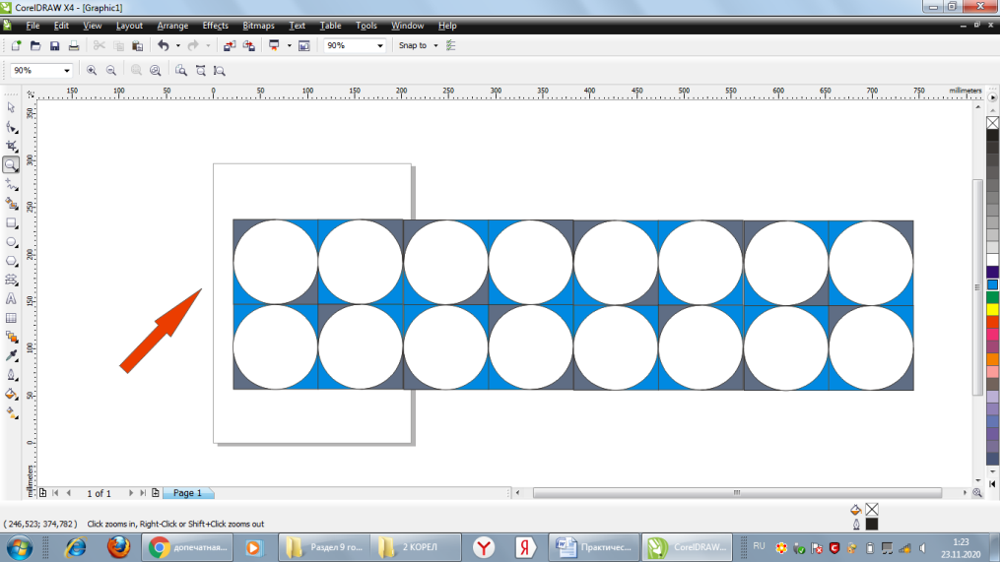 CorelDRAW X4 - [Graphic1]
File Edit View Layout Arrange Effects Bitmaps Text Table Tools Window Help
90% Snap to
90%
150 100 50 0 50 100 150 200 250 300 350 400 450 500 550 600 650 700 750 millimeters
350
300
250
200
150
100
50
0
millimeters
1 of 1 Page 1
( 246,523; 374,782 ) Click zooms in, Right-Click or Shift+Click zooms out
допечатная... Раздел 9 го... 2 КОРЕЛ Практичес... CorelDRAW... RU 1:23
23.11.2020